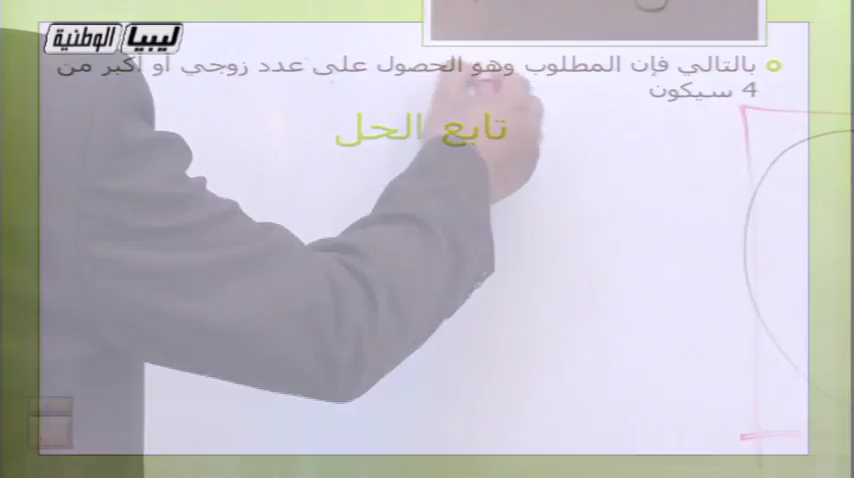 ليبيا الوطنية
بالتالي فإن المطلوب وهو الحصول على عدد زوجي أو أكبر من
4 سيكون
تابع الحل